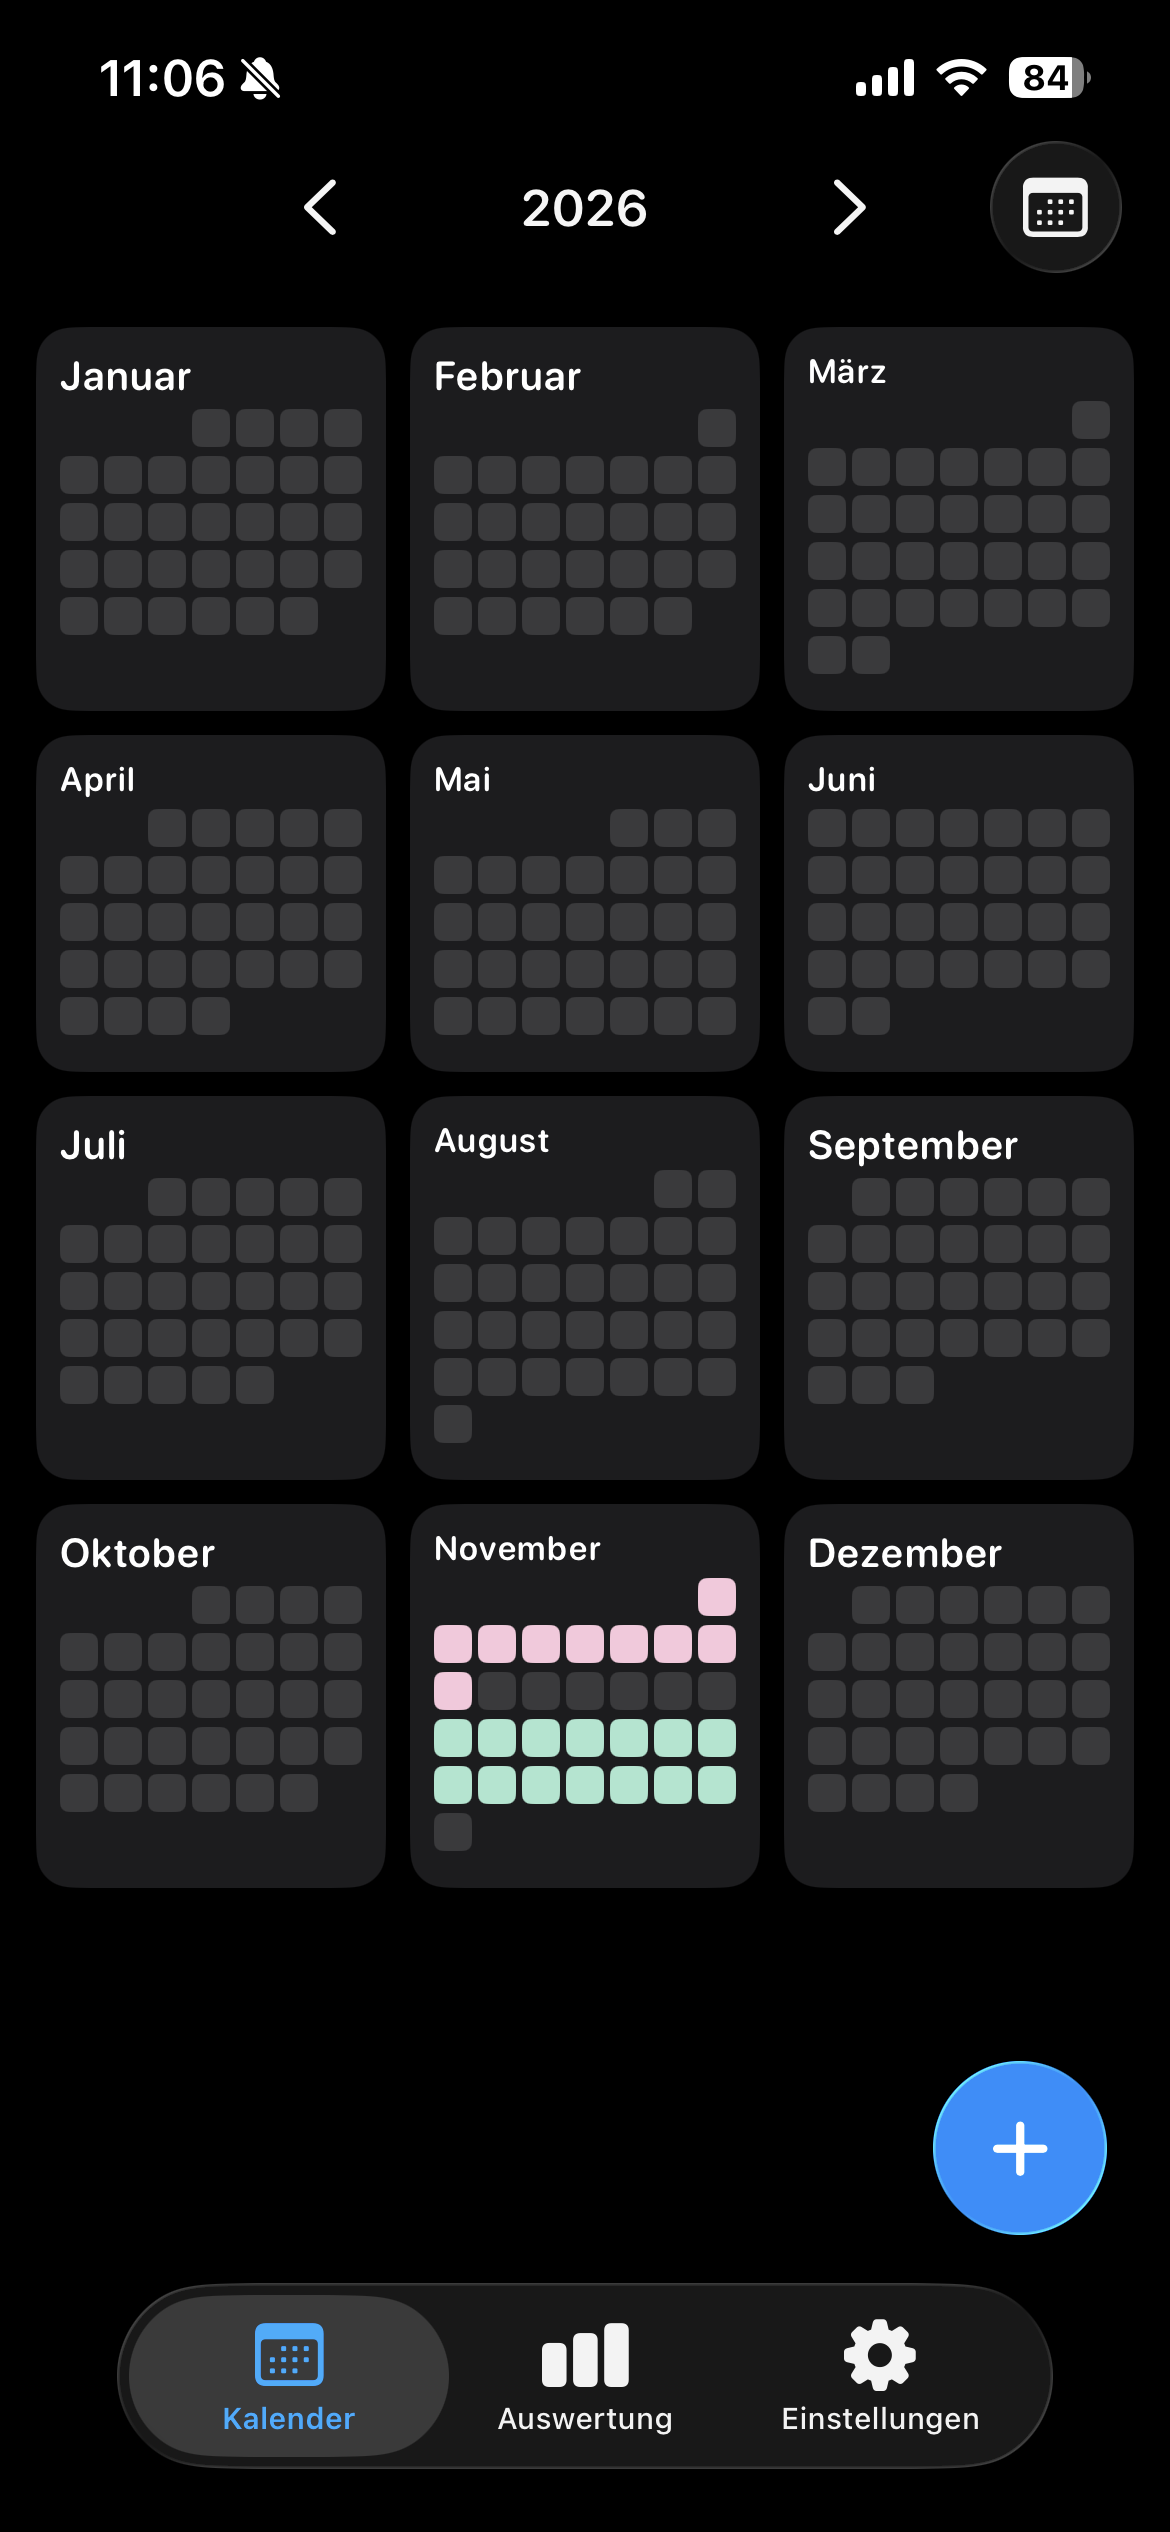 11:06
84
2026
Januar
Februar
März
April
Mai
Juni
Juli
August
September
Oktober
November
Dezember
Kalender
Auswertung
Einstellungen